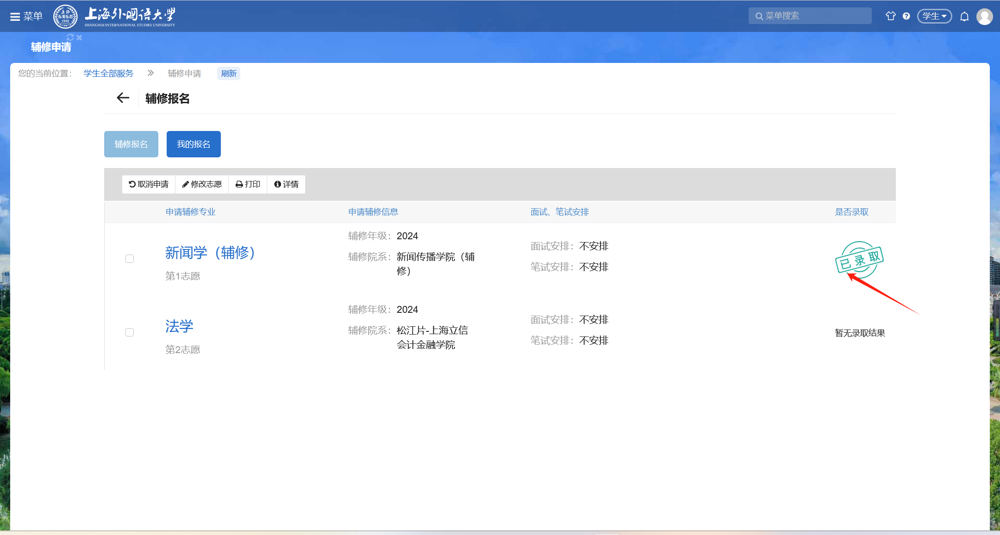 菜单
上外
SISU
1949
上海外国语大学
SHANGHAI INTERNATIONAL STUDIES UNIVERSITY
菜单搜索
学生
辅修申请
您的当前位置：
学生全部服务
辅修申请
刷新
辅修报名
辅修报名
我的报名
取消申请
修改志愿
打印
详情
申请辅修专业
申请辅修信息
面试、笔试安排
是否录取
新闻学（辅修）
第1志愿
辅修年级：2024
辅修院系：新闻传播学院（辅
修）
面试安排：不安排
笔试安排：不安排
已录取
法学
第2志愿
辅修年级：2024
辅修院系：松江片-上海立信
会计金融学院
面试安排：不安排
笔试安排：不安排
暂无录取结果